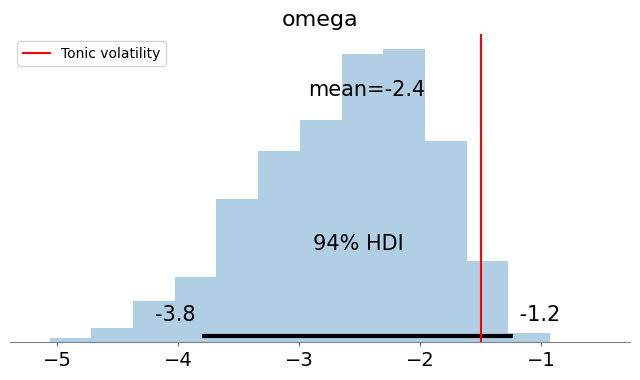 omega
Tonic volatility
mean=-2.4
94% HDI
-3.8
-1.2
−5 −4 −3 −2 −1